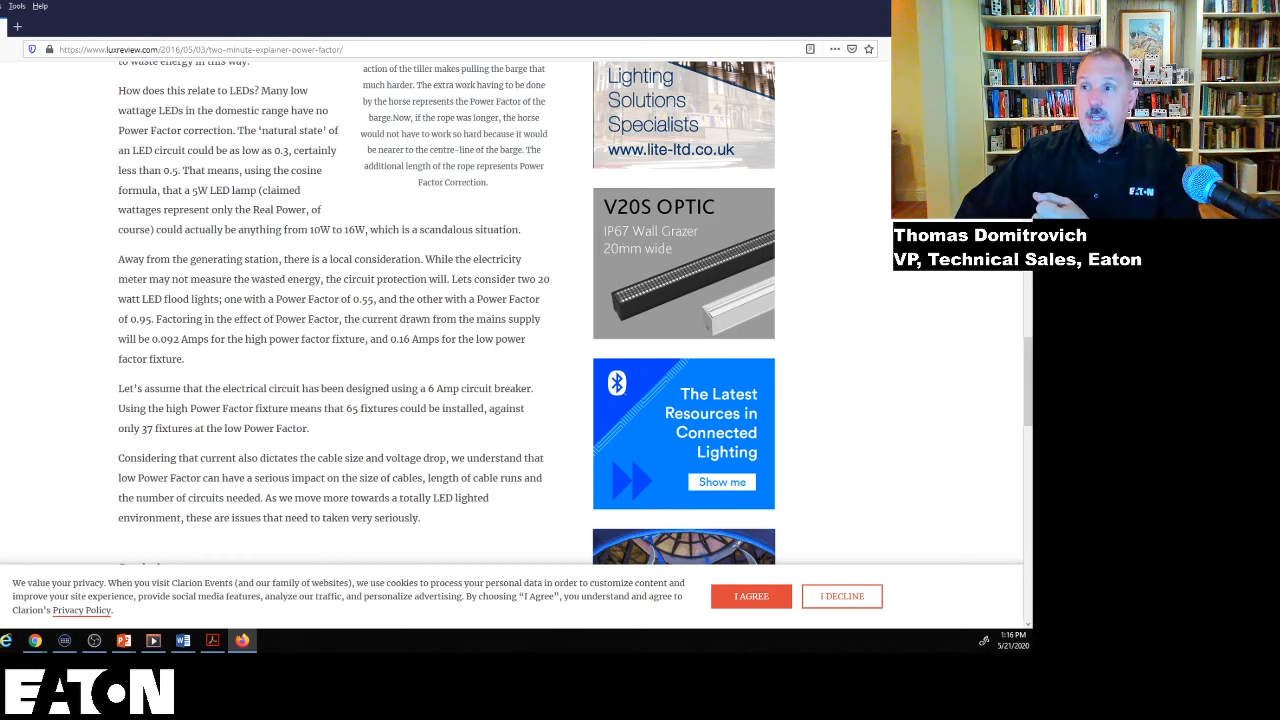 Tools Help
+
https://www.luxreview.com/2016/05/03/two-minute-explainer-power-factor/
to waste energy in this way.
How does this relate to LEDs? Many low
wattage LEDs in the domestic range have no
Power Factor correction. The ‘natural state’ of
an LED circuit could be as low as 0.3, certainly
less than 0.5. That means, using the cosine
formula, that a 5W LED lamp (claimed
wattages represent only the Real Power, of
course) could actually be anything from 10W to 16W, which is a scandalous situation.
action of the tiller makes pulling the barge that
much harder. The extra work having to be done
by the horse represents the Power Factor of the
barge.Now, if the rope was longer, the horse
would not have to work so hard because it would
be nearer to the centre-line of the barge. The
additional length of the rope represents Power
Factor Correction.
Away from the generating station, there is a local consideration. While the electricity
meter may not measure the wasted energy, the circuit protection will. Lets consider two 20
watt LED flood lights; one with a Power Factor of 0.55, and the other with a Power Factor
of 0.95. Factoring in the effect of Power Factor, the current drawn from the mains supply
will be 0.092 Amps for the high power factor fixture, and 0.16 Amps for the low power
factor fixture.
Let’s assume that the electrical circuit has been designed using a 6 Amp circuit breaker.
Using the high Power Factor fixture means that 65 fixtures could be installed, against
only 37 fixtures at the low Power Factor.
Considering that current also dictates the cable size and voltage drop, we understand that
low Power Factor can have a serious impact on the size of cables, length of cable runs and
the number of circuits needed. As we move more towards a totally LED lighted
environment, these are issues that need to taken very seriously.
Lighting
Solutions
Specialists
www.lite-ltd.co.uk
V20S OPTIC
IP67 Wall Grazer
20mm wide
The Latest
Resources in
Connected
Lighting
Show me
EATON
Thomas Domitrovich
VP, Technical Sales, Eaton
We value your privacy. When you visit Clarion Events (and our family of websites), we use cookies to process your personal data in order to customize content and
improve your site experience, provide social media features, analyze our traffic, and personalize advertising. By choosing “I Agree”, you understand and agree to
Clarion’s Privacy Policy.
I AGREE
I DECLINE
1:16 PM
5/21/2020
EATON